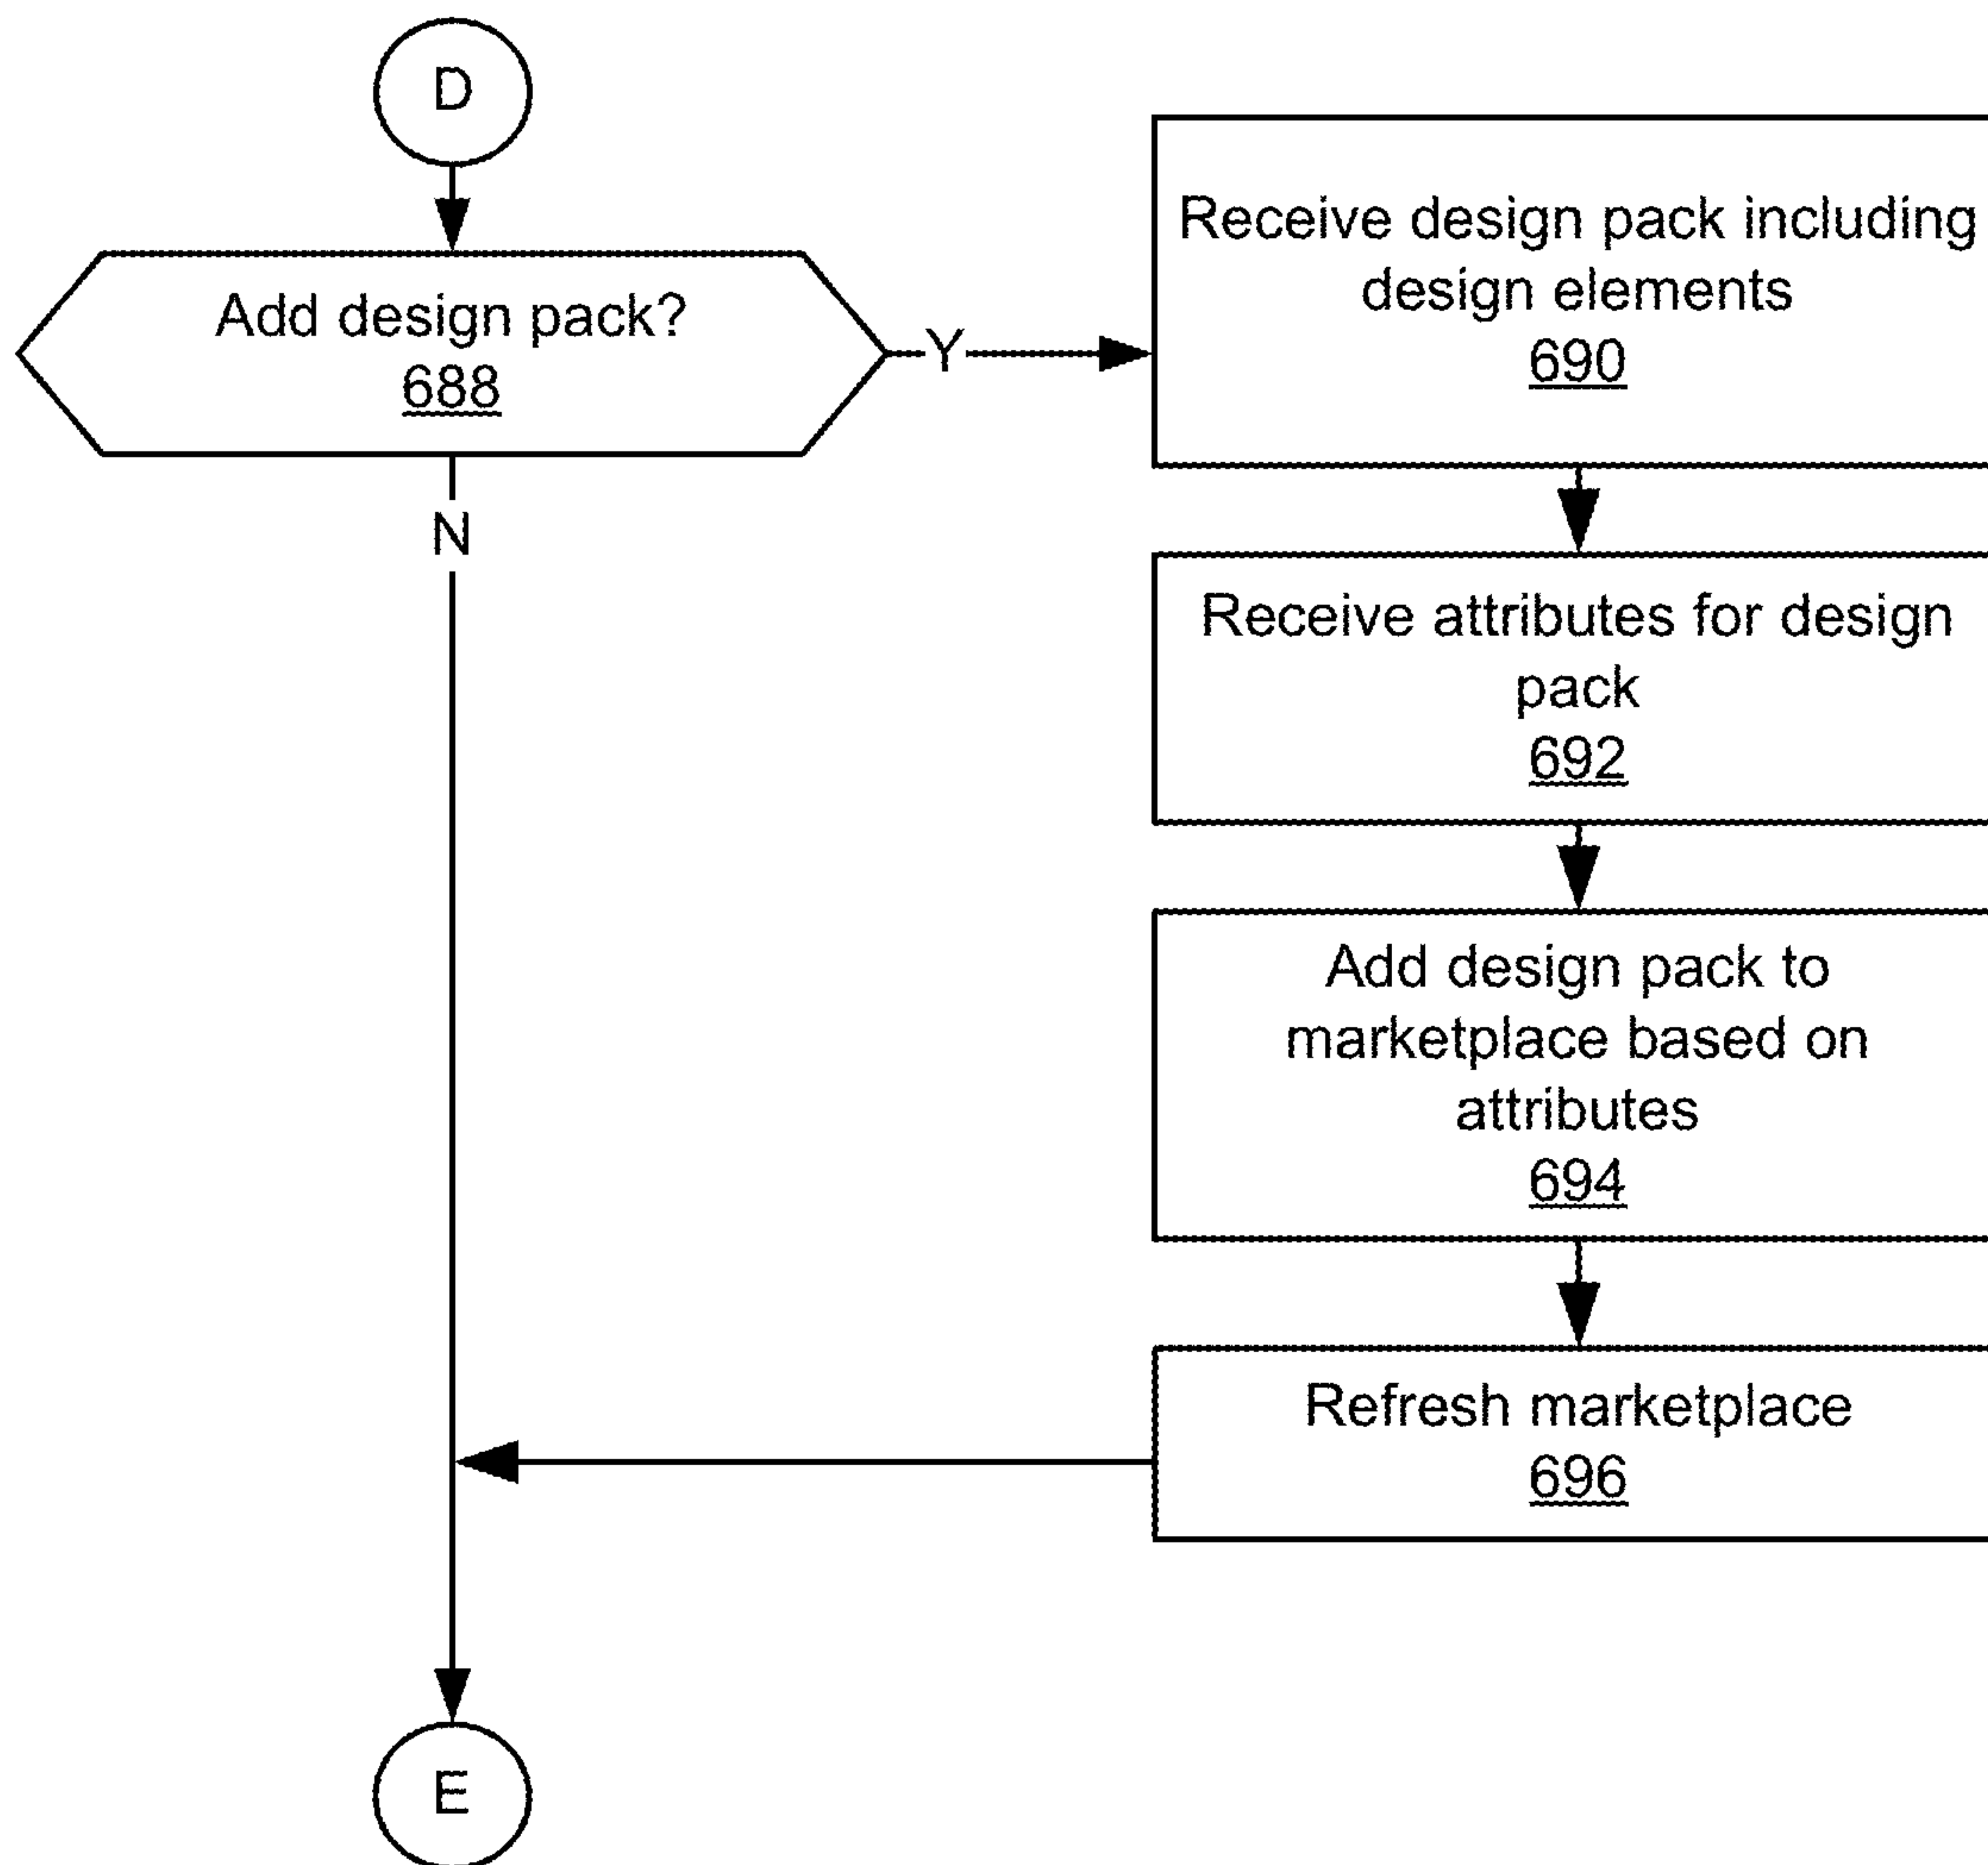 D
Add design pack?
688
Y
N
Receive design pack including
design elements
690
Receive attributes for design
pack
692
Add design pack to
marketplace based on
attributes
694
Refresh marketplace
696
E